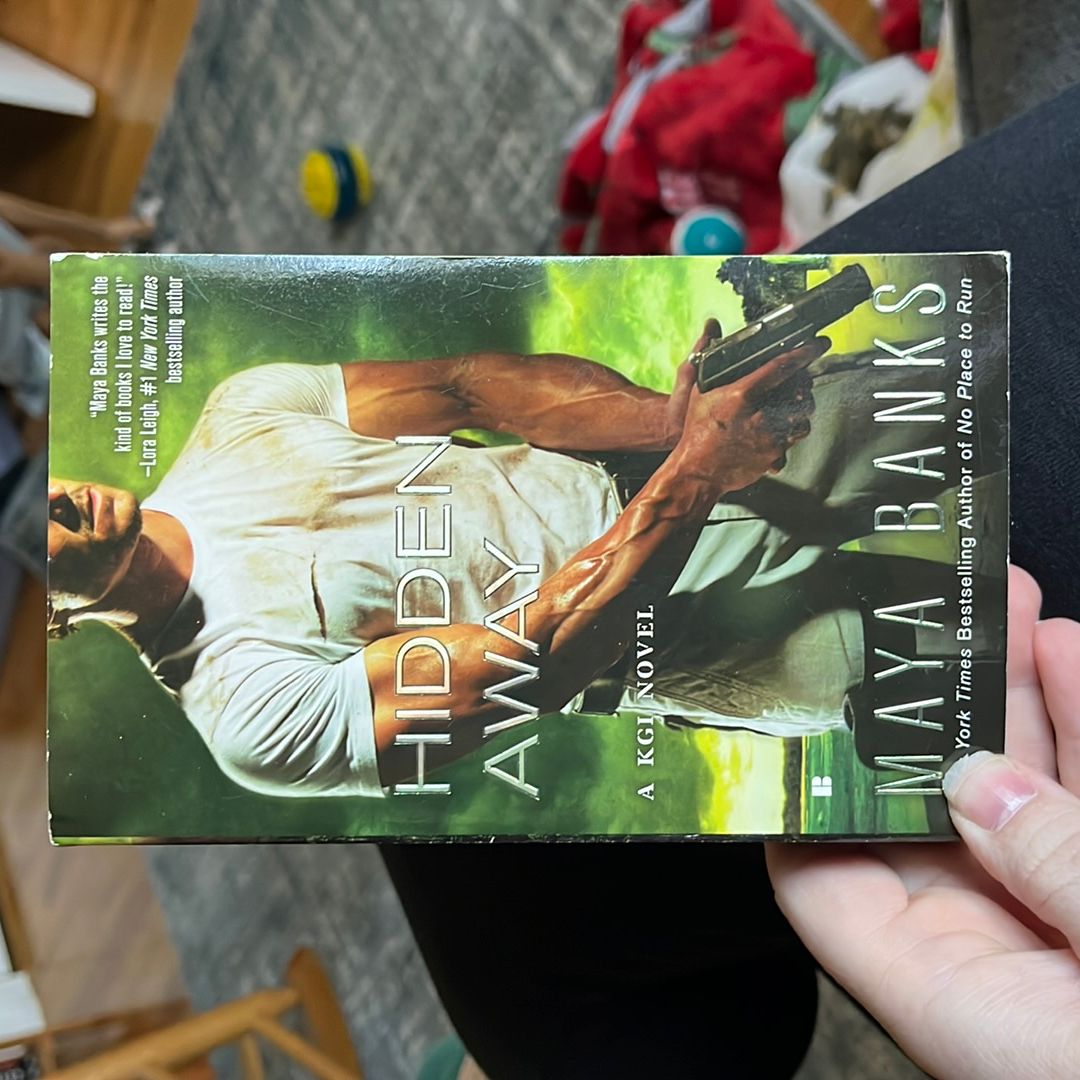 "Maya Banks writes the
kind of books I love to read!"
—Lora Leigh, #1 New York Times
bestselling author
HIDDEN
AWAY
A KGI NOVEL
B
MAYA BANKS
York Times Bestselling Author of No Place to Run